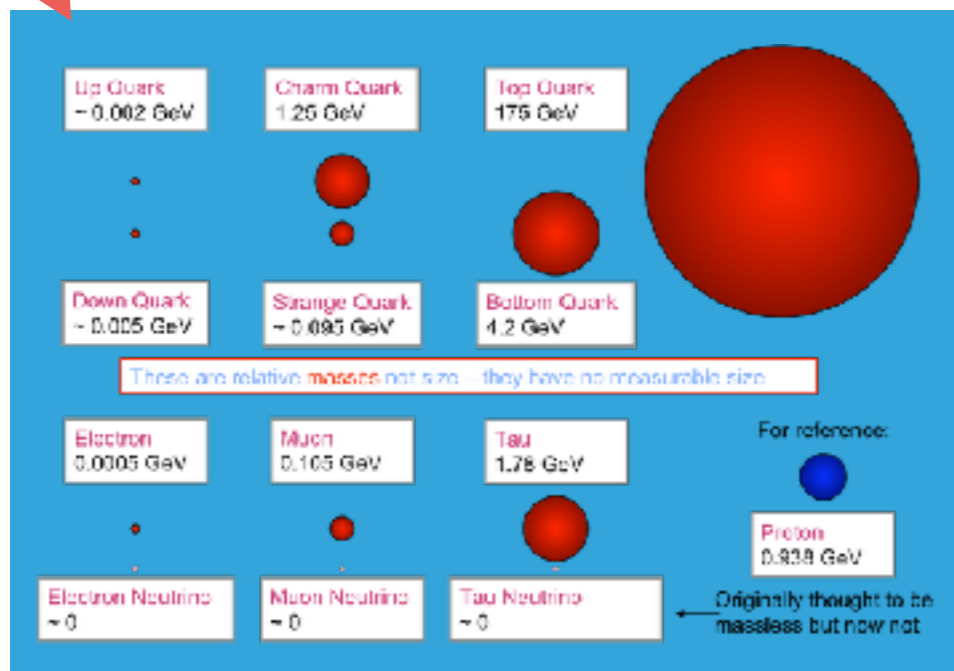 Up Quark
~ 0.002 GeV
Charm Quark
1.25 GeV
Top Quark
175 GeV
Down Quark
~ 0.005 GeV
Strange Quark
~ 0.095 GeV
Bottom Quark
4.2 GeV
These are relative masses not size – they have no measurable size
Electron
0.0005 GeV
Muon
0.105 GeV
Tau
1.78 GeV
For reference:
Proton
0.938 GeV
Electron Neutrino
~ 0
Muon Neutrino
~ 0
Tau Neutrino
~ 0
Originally thought to be
massless but now not